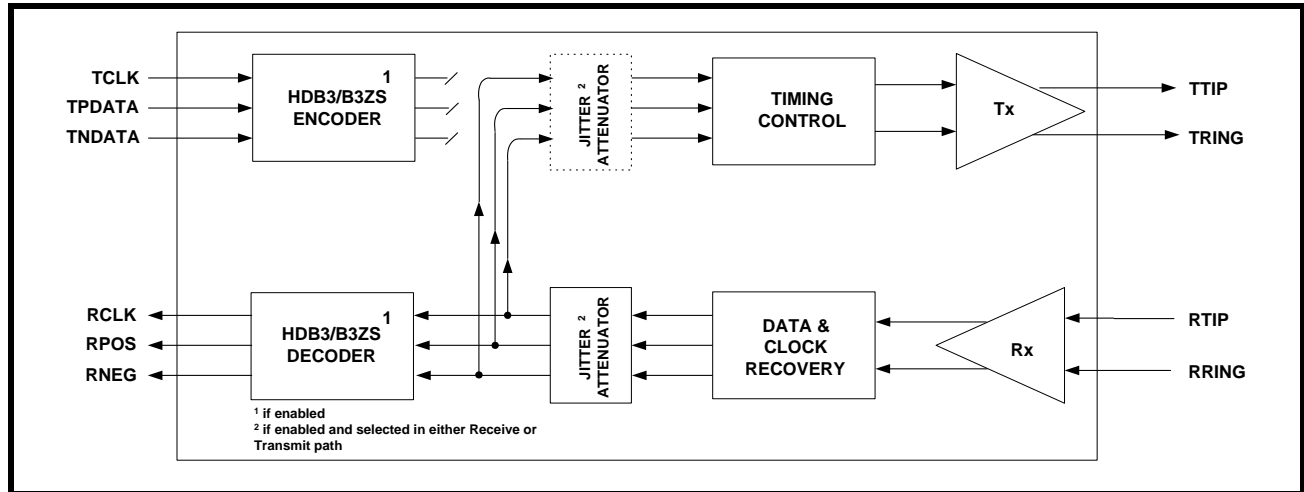 TCLK
TPDATA
TNDATA
HDB3/B3ZS 1
ENCODER
JITTER 2
ATTENUATOR
TIMING
CONTROL
Tx
TTIP
TRING
RCLK
RPOS
RNEG
HDB3/B3ZS 1
DECODER
JITTER 2
ATTENUATOR
DATA &
CLOCK
RECOVERY
Rx
RTIP
RRING
1 if enabled
2 if enabled and selected in either Receive or
Transmit path